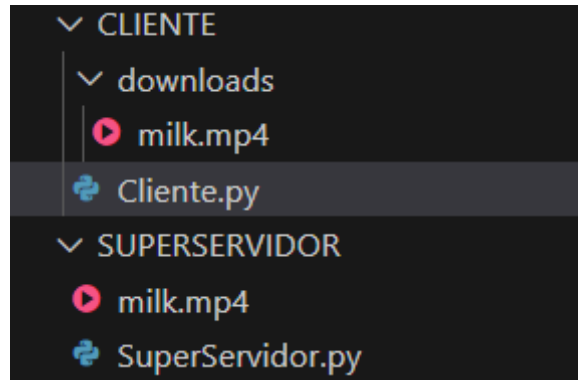 CLIENTE
downloads
milk.mp4
Cliente.py
SUPERSERVIDOR
milk.mp4
SuperServidor.py